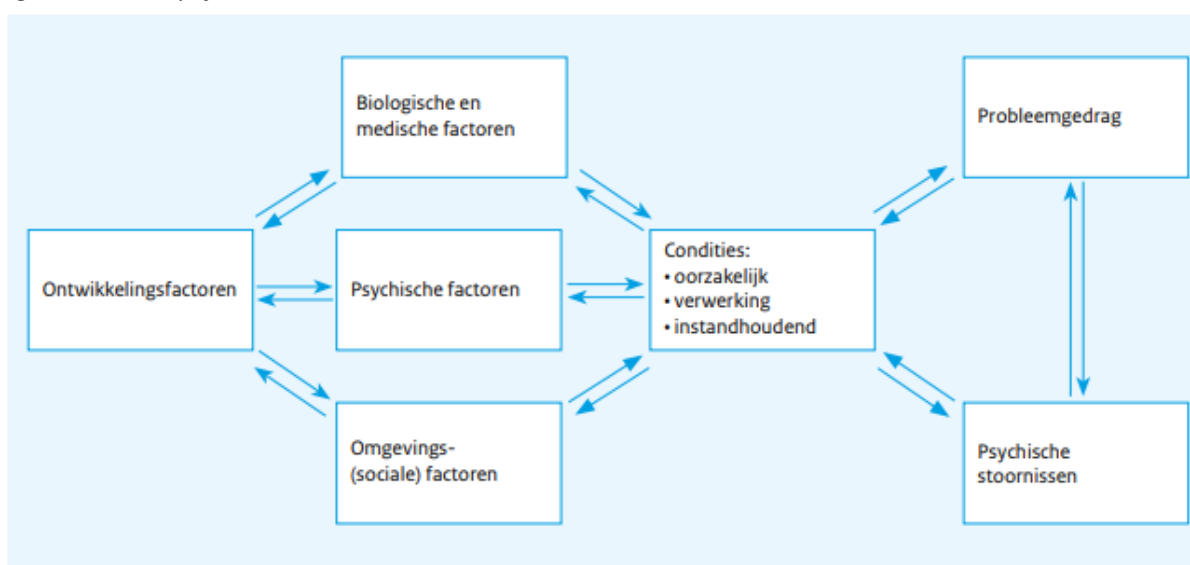 Biologische en
medische factoren
Probleemgedrag
Ontwikkelingsfactoren
Psychische factoren
Condities:
• oorzakelijk
• verwerking
• instandhoudend
Omgevings-
(sociale) factoren
Psychische
stoornissen